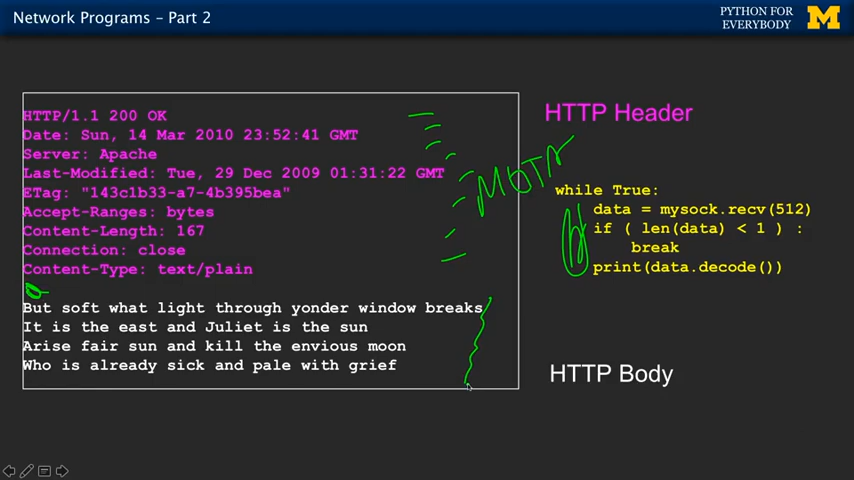 Network Programs – Part 2
PYTHON FOR
EVERYBODY
HTTP/1.1 200 OK
Date: Sun, 14 Mar 2010 23:52:41 GMT
Server: Apache
Last-Modified: Tue, 29 Dec 2009 01:31:22 GMT
ETag: "143c1b33-a7-4b395bea"
Accept-Ranges: bytes
Content-Length: 167
Connection: close
Content-Type: text/plain
But soft what light through yonder window breaks
It is the east and Juliet is the sun
Arise fair sun and kill the envious moon
Who is already sick and pale with grief
HTTP Header
while True:
data = mysock.recv(512)
if ( len(data) < 1 ) :
break
print(data.decode())
HTTP Body